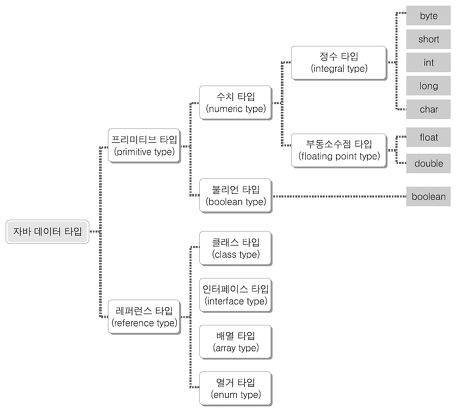 자바 데이터 타입
프리미티브 타입
(primitive type)
수치 타입
(numeric type)
정수 타입
(integral type)
byte
short
int
long
char
부동소수점 타입
(floating point type)
float
double
불리언 타입
(boolean type)
boolean
레퍼런스 타입
(reference type)
클래스 타입
(class type)
인터페이스 타입
(interface type)
배열 타입
(array type)
열거 타입
(enum type)